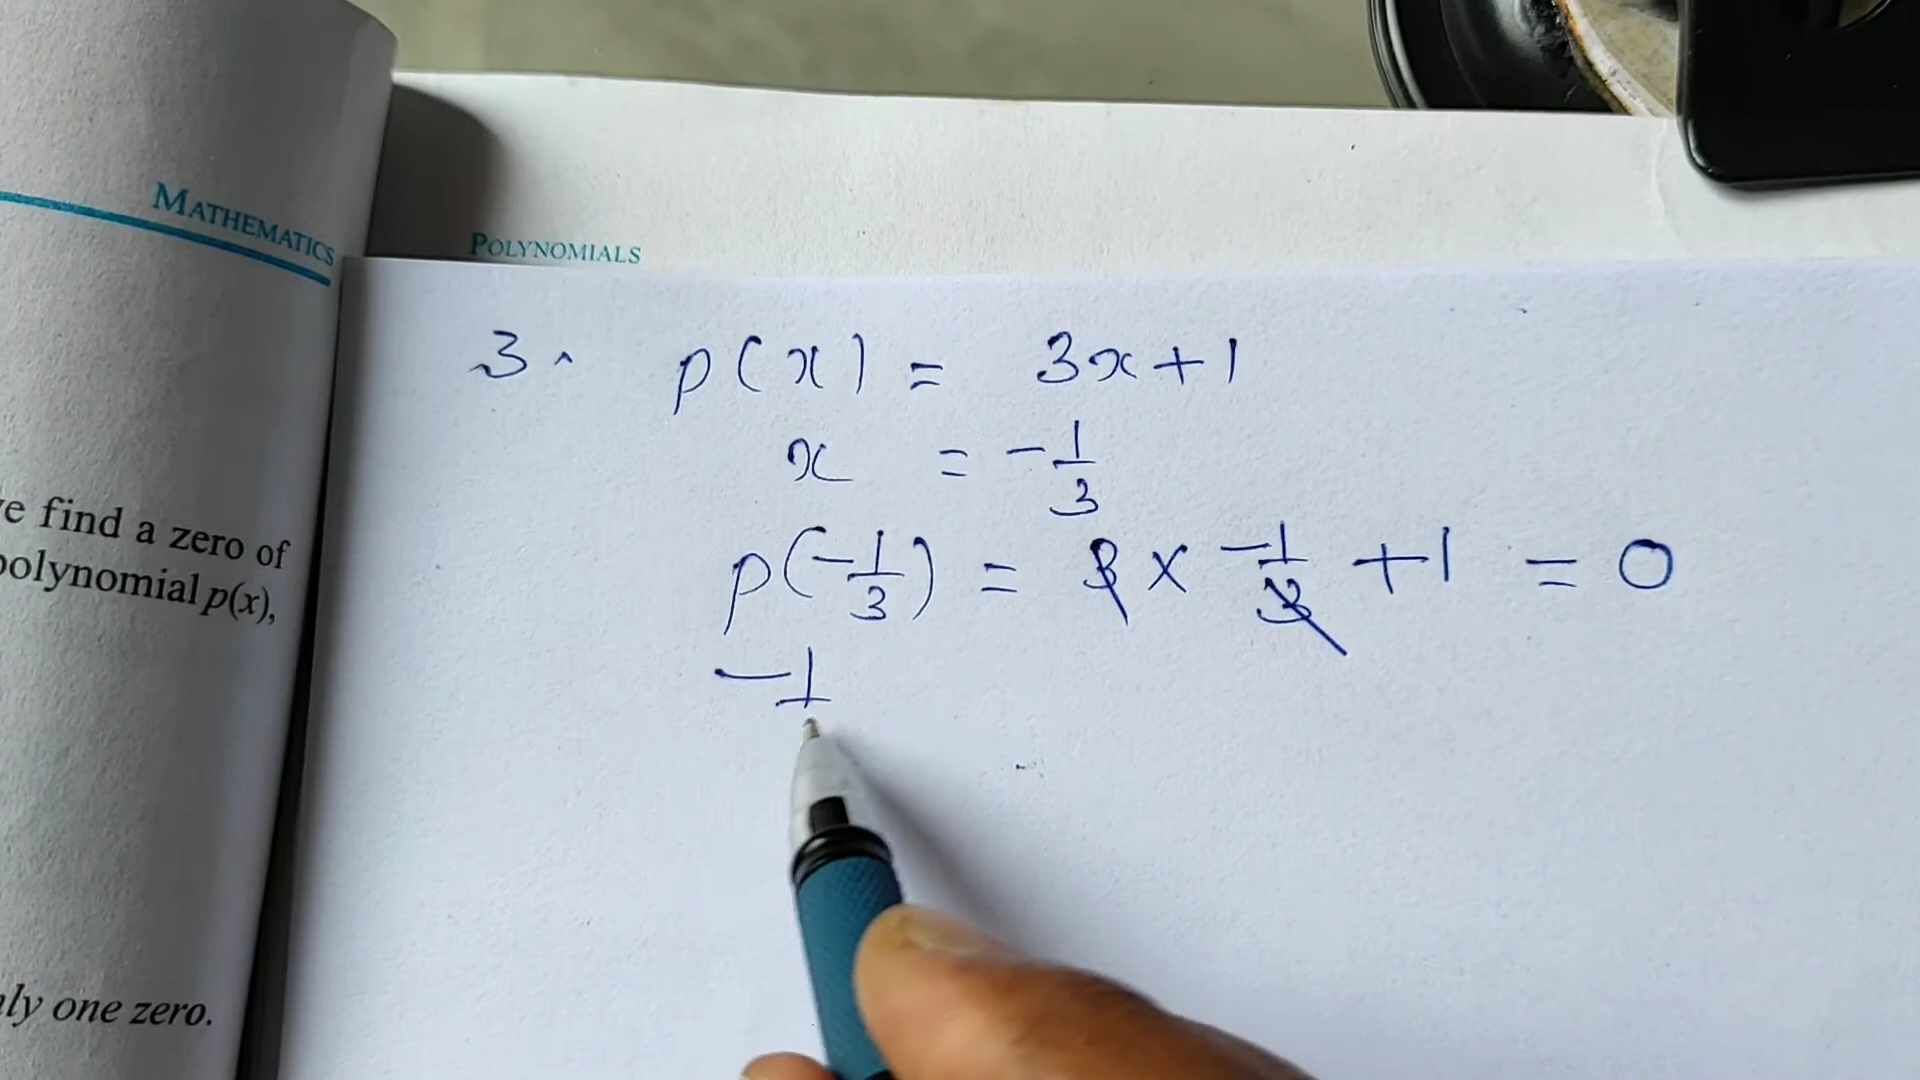 MATHEMATICS
e find a zero of
polynomial p(x),
ly one zero.
POLYNOMIALS
3. p(x) = 3x+1
x = -1/3
p(-1/3) = 3 × -1/3 + 1 = 0
-1